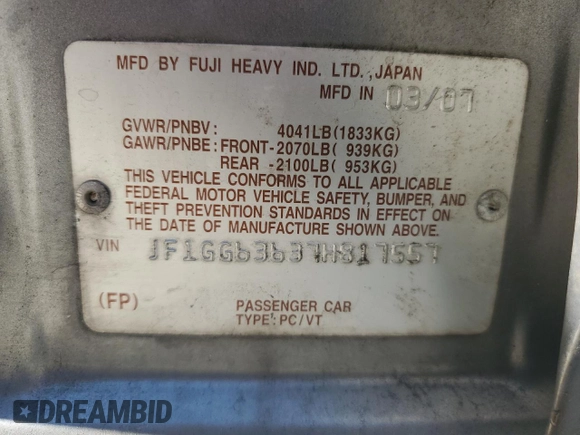 MFD BY FUJI HEAVY IND. LTD., JAPAN
MFD IN 03/07
GVWR/PNBV: 4041LB(1833KG)
GAWR/PNBE: FRONT-2070LB( 939KG)
REAR -2100LB( 953KG)
THIS VEHICLE CONFORMS TO ALL APPLICABLE
FEDERAL MOTOR VEHICLE SAFETY, BUMPER, AND
THEFT PREVENTION STANDARDS IN EFFECT ON
THE DATE OF MANUFACTURE SHOWN ABOVE.
VIN JF1GG63637H817557
(FP) PASSENGER CAR
TYPE: PC/VT
DREAMBID